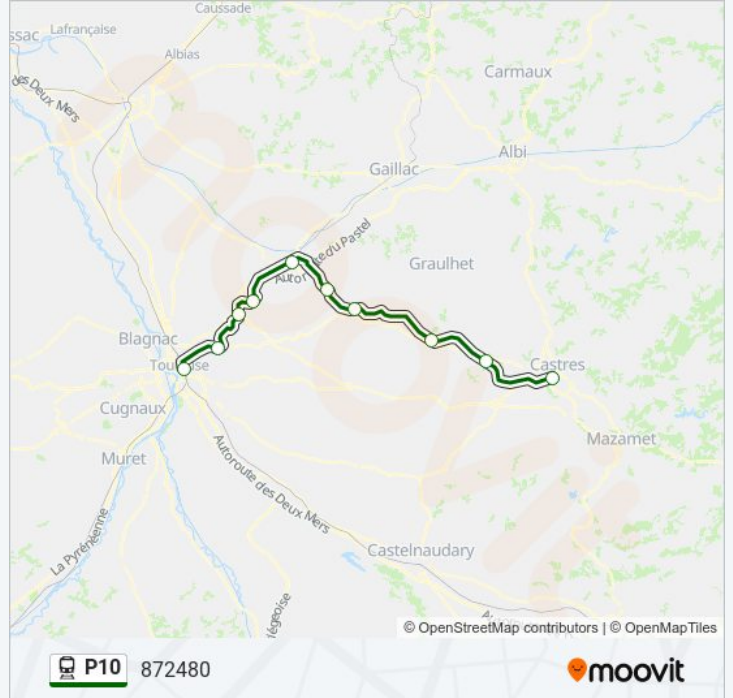 Caussade
ssac
Lafrançaise
Albias
des Deux Mers
Carmaux
Albi
Gaillac
Autoroute du Pastel
Graulhet
Blagnac
Toulouse
Castres
Cugnaux
Mazamet
Muret
Autoroute des Deux Mers
La Pyrénéenne
Castelnaudary
iégeoise
© OpenStreetMap contributors | © OpenMapTiles
P10 872480
moovit